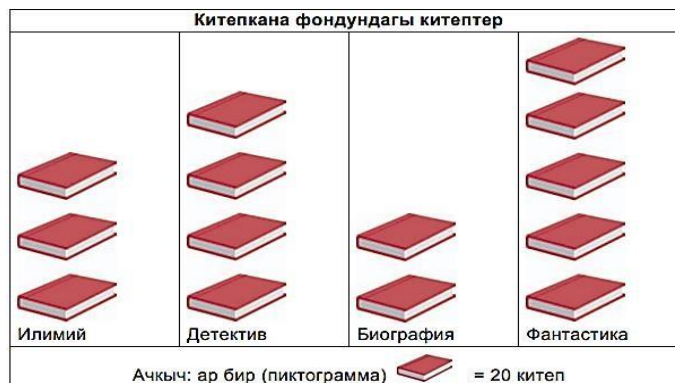 Китепкана фондундагы китептер
Илимий
Детектив
Биография
Фантастика
Ачкыч: ар бир (пиктограмма) = 20 китеп